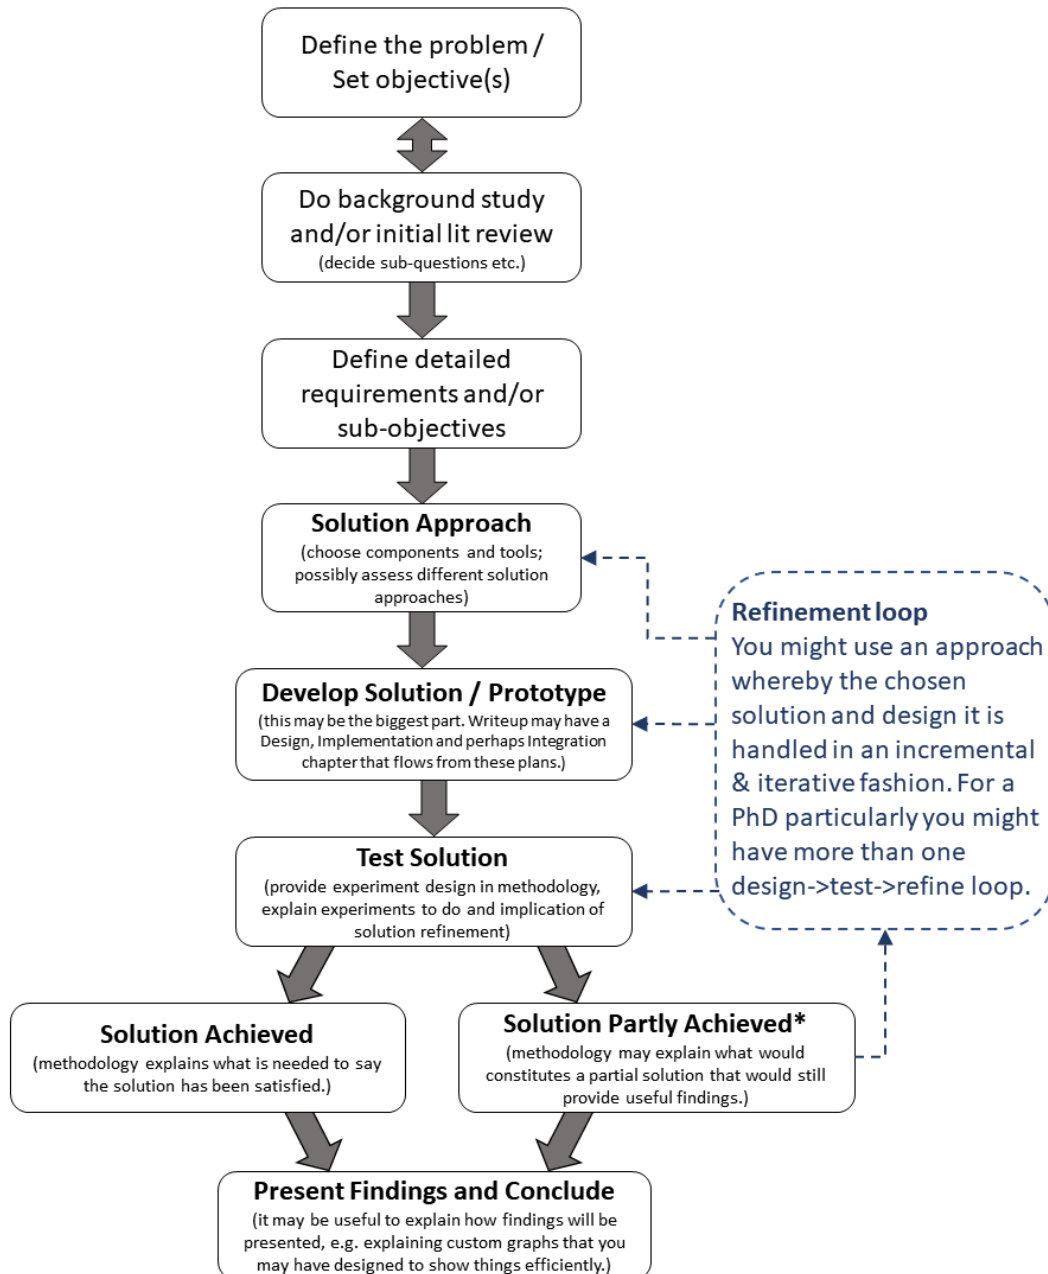 Define the problem /
Set objective(s)
Do background study
and/or initial lit review
(decide sub-questions etc.)
Define detailed
requirements and/or
sub-objectives
Solution Approach
(choose components and tools;
possibly assess different solution
approaches)
Refinement loop
You might use an approach
whereby the chosen
solution and design it is
handled in an incremental
& iterative fashion. For a
PhD particularly you might
have more than one
design->test->refine loop.
Develop Solution / Prototype
(this may be the biggest part. Writeup may have a
Design, Implementation and perhaps Integration
chapter that flows from these plans.)
Test Solution
(provide experiment design in methodology,
explain experiments to do and implication of
solution refinement)
Solution Achieved
(methodology explains what is needed to say
the solution has been satisfied.)
Solution Partly Achieved*
(methodology may explain what would
constitutes a partial solution that would still
provide useful findings.)
Present Findings and Conclude
(it may be useful to explain how findings will be
presented, e.g. explaining custom graphs that you
may have designed to show things efficiently.)